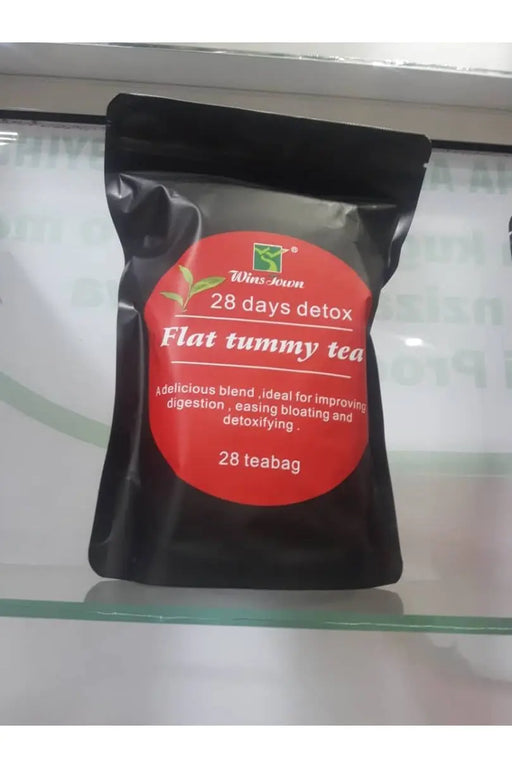 Wins Town ®
28 days detox
Flat tummy tea
A delicious blend ,ideal for improving
digestion , easing bloating and
detoxifying .
28 teabag